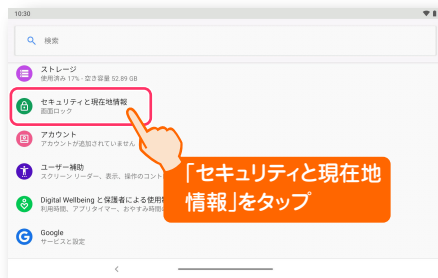 10:30
検索
ストレージ
使用済み 17% - 空き容量 52.89 GB
セキュリティと現在地情報
画面ロック
アカウント
アカウントが追加されていません
ユーザー補助
スクリーン リーダー、表示、操作のコント
Digital Wellbeing と保護者による使用
利用時間、アプリタイマー、おやすみ時間
Google
サービスと設定
「セキュリティと現在地
情報」をタップ